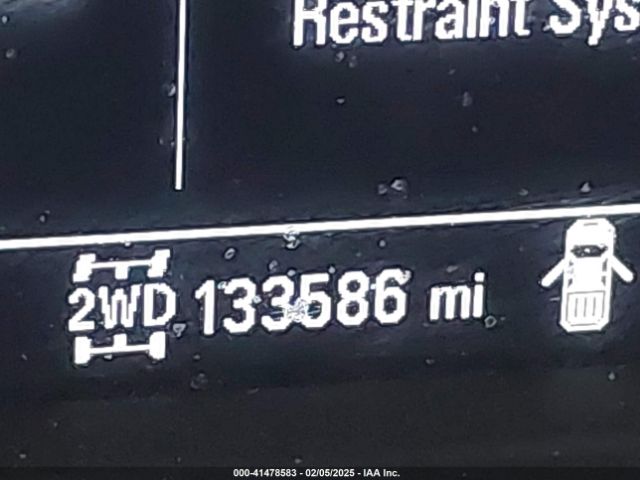 Restraint Sys
2WD 133586 mi
000-41478583 - 02/05/2025 - IAA Inc.